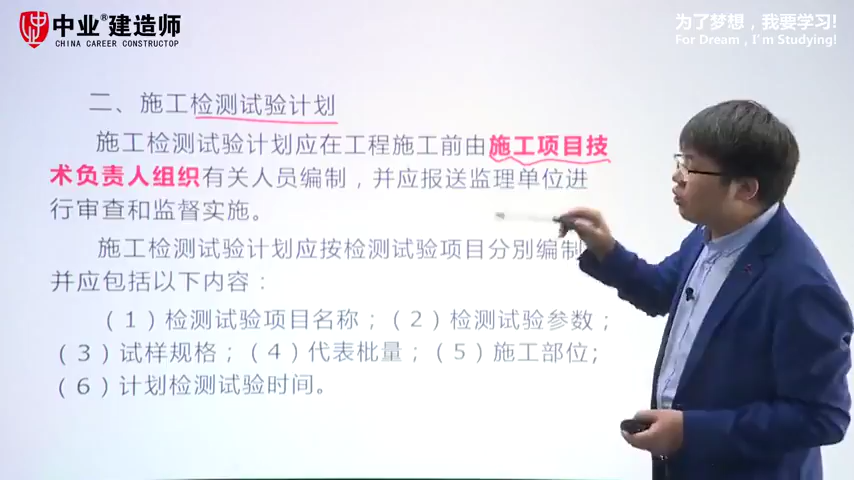 中业®建造师
CHINA CAREER CONSTRUCTOP
为了梦想，我要学习!
For Dream, I'm Studying!
二、施工检测试验计划
施工检测试验计划应在工程施工前由施工项目技
术负责人组织有关人员编制，并应报送监理单位进
行审查和监督实施。
施工检测试验计划应按检测试验项目分别编制
并应包括以下内容：
（1）检测试验项目名称；（2）检测试验参数；
（3）试样规格；（4）代表批量；（5）施工部位；
（6）计划检测试验时间。